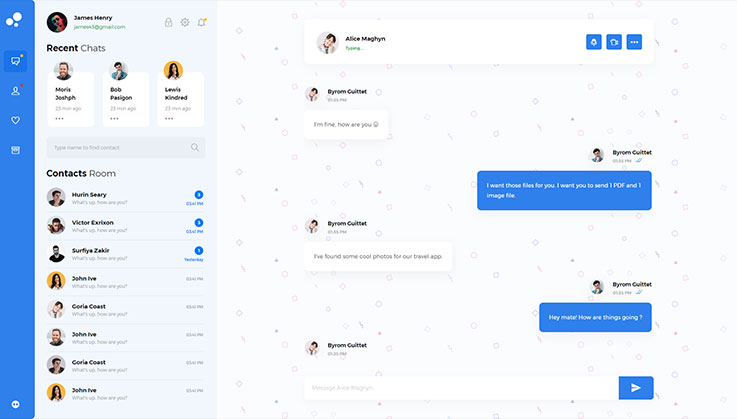 James Henry
james48@gmail.com
Recent Chats
Moris
Joshph
23 min ago
Bob
Pasigon
23 min ago
Lewis
Kindred
23 min ago
Type name to find contact
Contacts Room
Hurin Seary
What's up, how are you?
3
03:41 PM
Victor Exrixon
What's up, how are you?
3
03:41 PM
Surfiya Zakir
What's up, how are you?
1
Yesterday
John Ive
What's up, how are you?
03:41 PM
Goria Coast
What's up, how are you?
03:41 PM
John Ive
What's up, how are you?
03:41 PM
Goria Coast
What's up, how are you?
03:41 PM
John Ive
What's up, how are you?
03:41 PM
Alice Maghyn
Typing...
Byrom Guittet
01:35 PM
I'm fine, how are you ☺
Byrom Guittet
01:35 PM
I want those files for you. I want you to send 1 PDF and 1
image file.
Byrom Guittet
01:35 PM
I've found some cool photos for our travel app.
Byrom Guittet
01:35 PM
Hey mate! How are things going ?
Byrom Guittet
01:35 PM
Message Alice Maghyn...